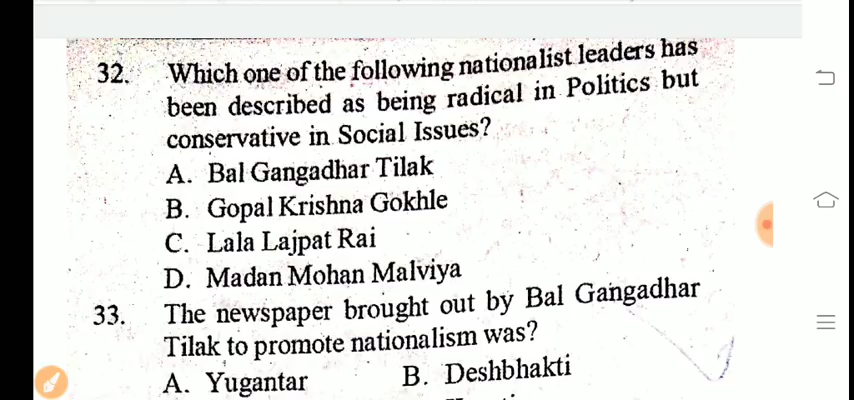 32. Which one of the following nationalist leaders has
been described as being radical in Politics but
conservative in Social Issues?
A. Bal Gangadhar Tilak
B. Gopal Krishna Gokhle
C. Lala Lajpat Rai
D. Madan Mohan Malviya
33. The newspaper brought out by Bal Gangadhar
Tilak to promote nationalism was?
A. Yugantar B. Deshbhakti